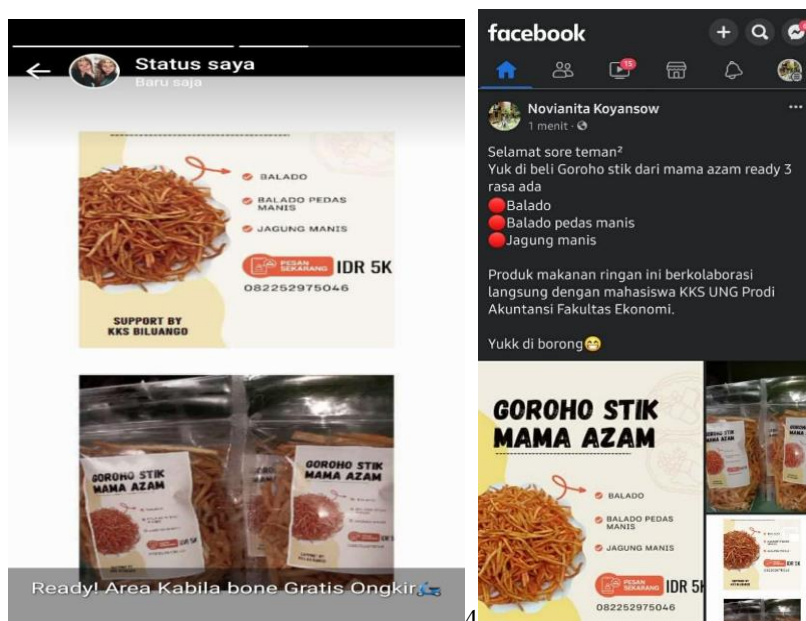 Status saya
Baru saja
BALADO
BALADO PEDAS
MANIS
JAGUNG MANIS
PESAN
SEKARANG
IDR 5K
082252975046
SUPPORT BY
KKS BILUANGO
GOROHO STIK
MAMA AZAM
GOROHO STIK
MAMA AZAM
Ready! Area Kabila bone Gratis Ongkir🛵
4
facebook
15
Novianita Koyansow
1 menit ·
Selamat sore teman²
Yuk di beli Goroho stik dari mama azam ready 3
rasa ada
🔴Balado
🔴Balado pedas manis
🔴Jagung manis
Produk makanan ringan ini berkolaborasi
langsung dengan mahasiswa KKS UNG Prodi
Akuntansi Fakultas Ekonomi.
Yukk di borong😁
GOROHO STIK
MAMA AZAM
BALADO
BALADO PEDAS
MANIS
JAGUNG MANIS
PESAN
SEKARANG
IDR 5K
082252975046